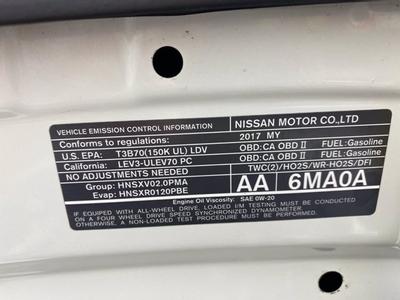 VEHICLE EMISSION CONTROL INFORMATION NISSAN MOTOR CO.,LTD
Conforms to regulations: 2017 MY
U.S. EPA: T3B70(150K UL) LDV OBD:CA OBD II FUEL:Gasoline
California: LEV3-ULEV70 PC OBD:CA OBD II FUEL:Gasoline
NO ADJUSTMENTS NEEDED TWC(2)/HO2S/WR-HO2S/DFI
Group: HNSXV02.0PMA AA 6MA0A
Evap: HNSXR0120PBE
Engine Oil Viscosity: SAE 0W-20
IF EQUIPPED WITH ALL-WHEEL DRIVE, LOADED I/M TESTING MUST BE CONDUCTED
ON A FOUR WHEEL DRIVE SPEED SYNCHRONIZED DYNAMOMETER.
OTHERWISE, A NON-LOADED TEST PROCEDURE MUST BE USED.